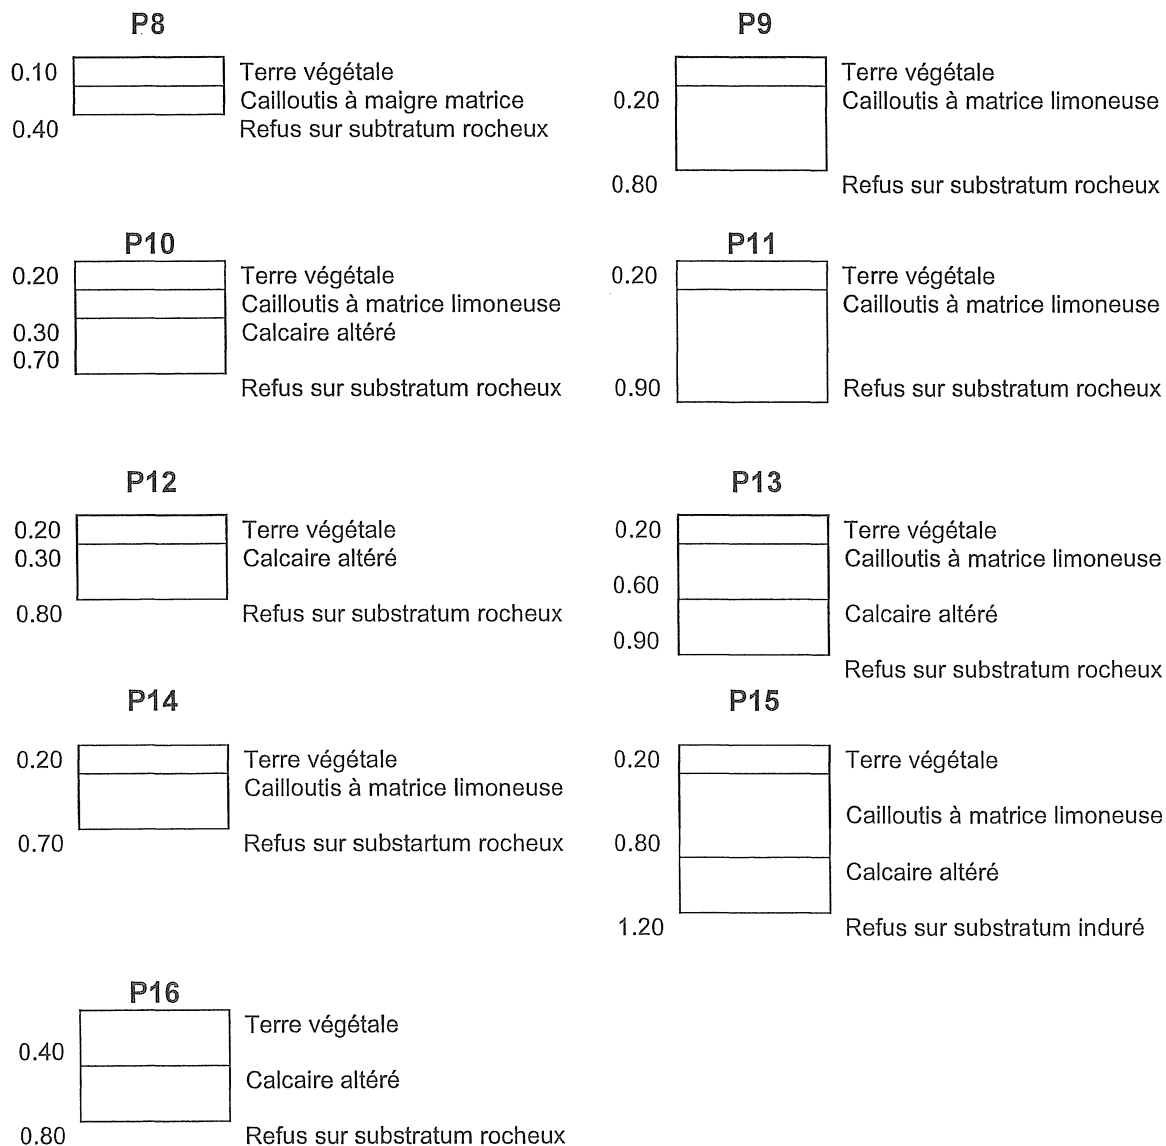 P8
0.10 Terre végétale
Cailloutis à maigre matrice
0.40 Refus sur subtratum rocheux
P9
Terre végétale
0.20 Cailloutis à matrice limoneuse
0.80 Refus sur substratum rocheux
P10
0.20 Terre végétale
Cailloutis à matrice limoneuse
0.30 Calcaire altéré
0.70
Refus sur substratum rocheux
P11
0.20 Terre végétale
Cailloutis à matrice limoneuse
0.90 Refus sur substratum rocheux
P12
0.20 Terre végétale
0.30 Calcaire altéré
0.80 Refus sur substratum rocheux
P13
0.20 Terre végétale
Cailloutis à matrice limoneuse
0.60
Calcaire altéré
0.90
Refus sur substratum rocheux
P14
0.20 Terre végétale
Cailloutis à matrice limoneuse
0.70 Refus sur substartum rocheux
P15
0.20 Terre végétale
Cailloutis à matrice limoneuse
0.80
Calcaire altéré
1.20 Refus sur substratum induré
P16
Terre végétale
0.40
Calcaire altéré
0.80 Refus sur substratum rocheux